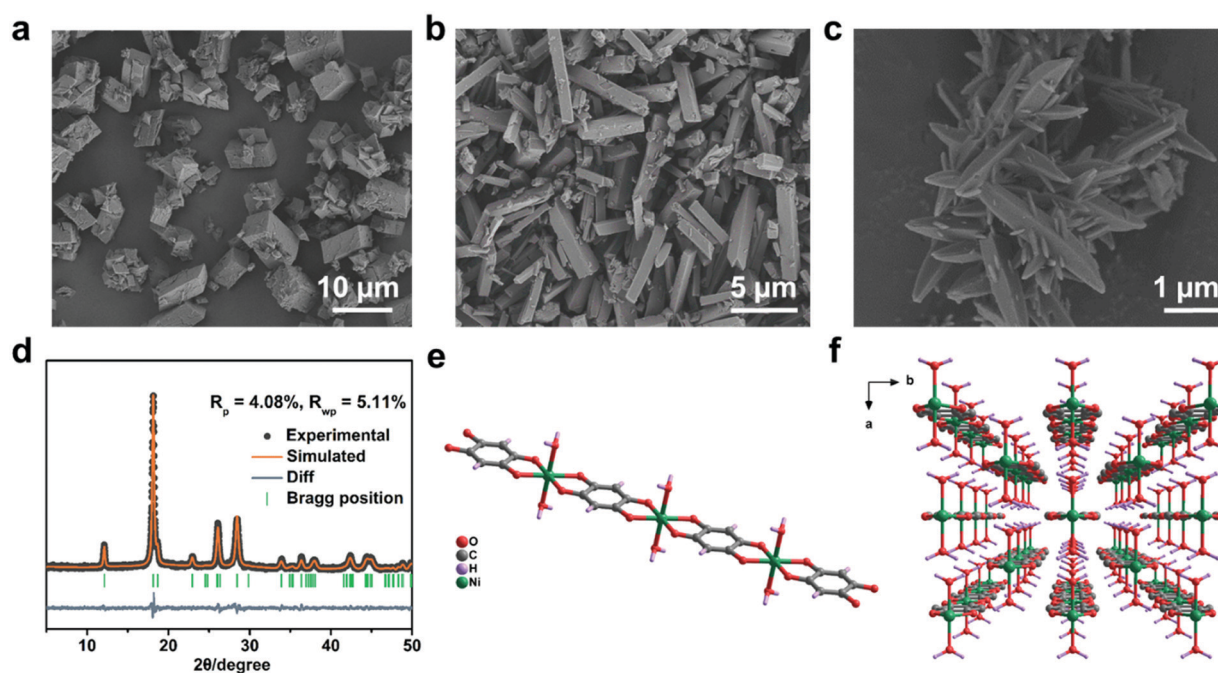 a
b
c
10 µm
5 µm
1 µm
d
e
f
R_p = 4.08%, R_wp = 5.11%
Experimental
Simulated
Diff
Bragg position
10
20
30
40
50
2θ/degree
O
C
H
Ni
b
a